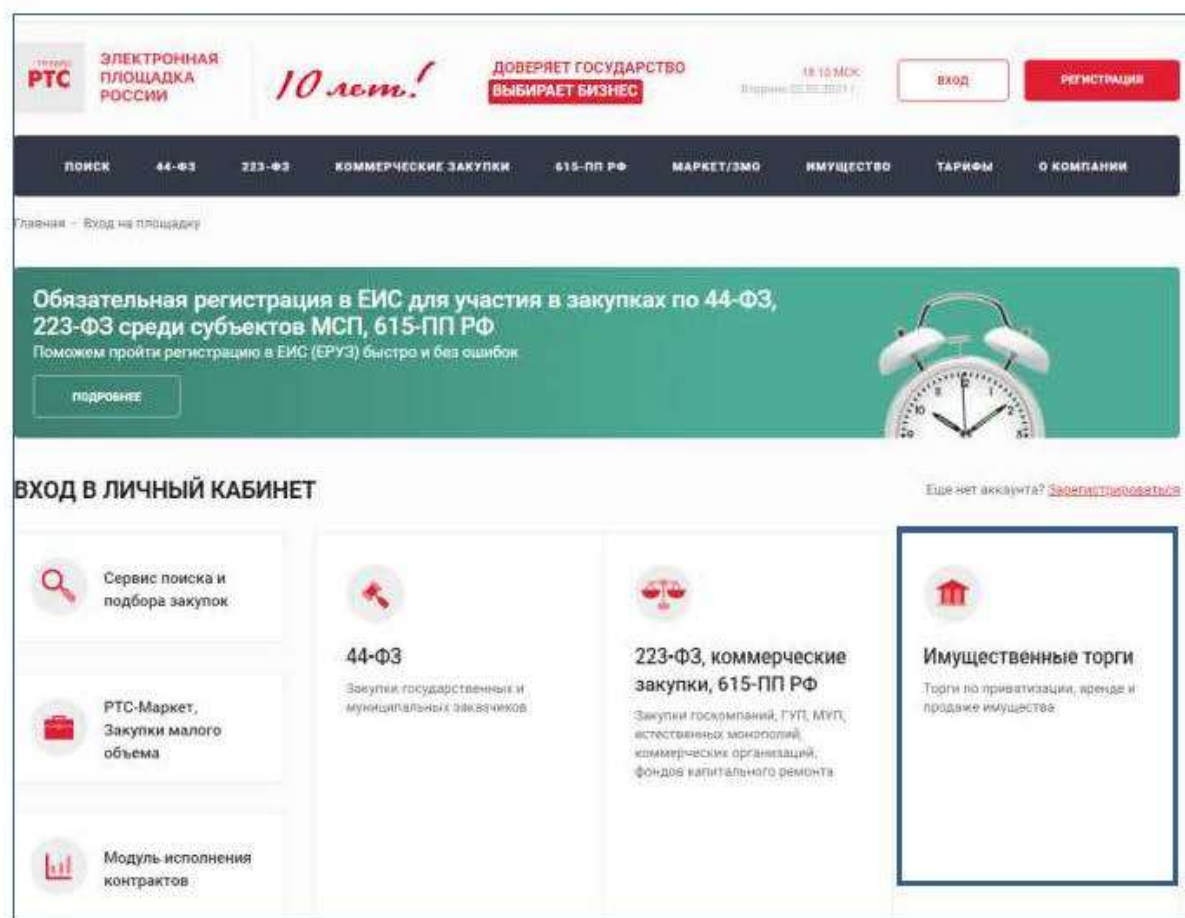 РТС
ЭЛЕКТРОННАЯ
ПЛОЩАДКА
РОССИИ
10 лет!
ДОВЕРЯЕТ ГОСУДАРСТВО
ВЫБИРАЕТ БИЗНЕС
МСК
ВХОД
РЕГИСТРАЦИЯ
ПОИСК 44-ФЗ 223-ФЗ КОММЕРЧЕСКИЕ ЗАКУПКИ 615-ПП РФ МАРКЕТ/ЗМО ИМУЩЕСТВО ТАРИФЫ О КОМПАНИИ
Главная - Вход на площадку
Обязательная регистрация в ЕИС для участия в закупках по 44-ФЗ,
223-ФЗ среди субъектов МСП, 615-ПП РФ
Поможем пройти регистрацию в ЕИС (ЕРУЗ) быстро и без ошибок
ПОДРОБНЕЕ
ВХОД В ЛИЧНЫЙ КАБИНЕТ
Еще нет аккаунта? Зарегистрироваться
Сервис поиска и
подбора закупок
РТС-Маркет,
Закупки малого
объема
Модуль исполнения
контрактов
44-ФЗ
Закупки государственных и
муниципальных заказчиков
223-ФЗ, коммерческие
закупки, 615-ПП РФ
Закупки госкомпаний, ГУП, МУП,
естественных монополий,
коммерческих организаций,
фондов капитального ремонта
Имущественные торги
Торги по приватизации, аренде и
продаже имущества